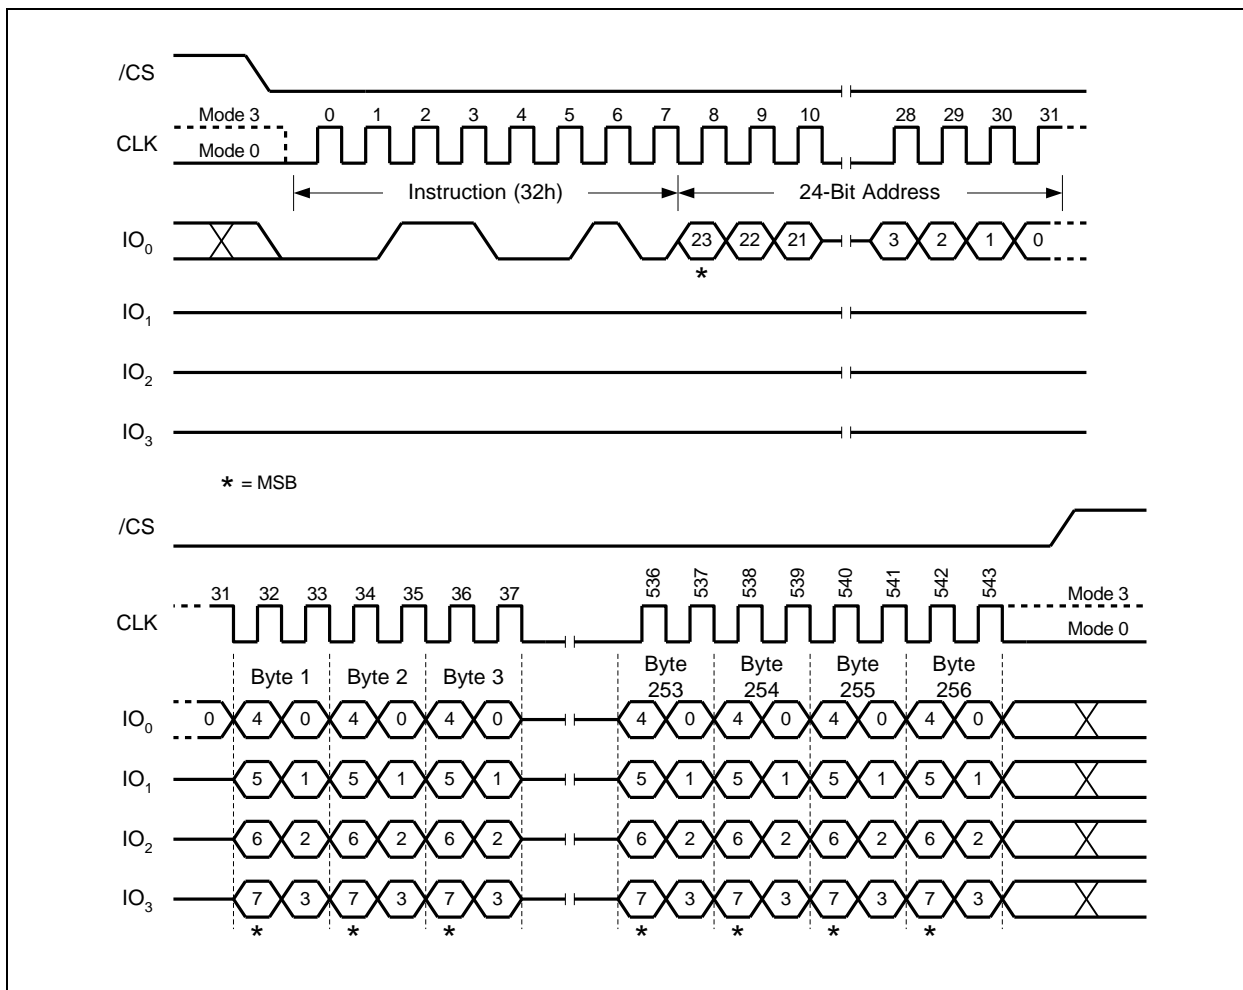 /CS
Mode 3 0 1 2 3 4 5 6 7 8 9 10 28 29 30 31
CLK
Mode 0
Instruction (32h) 24-Bit Address
IO0 23 22 21 3 2 1 0
*
IO1
IO2
IO3
* = MSB
/CS
31 32 33 34 35 36 37 536 537 538 539 540 541 542 543
Mode 3
CLK
Mode 0
Byte 1 Byte 2 Byte 3 Byte 253 Byte 254 Byte 255 Byte 256
IO0 0 4 0 4 0 4 0 4 0 4 0 4 0 4 0
IO1 5 1 5 1 5 1 5 1 5 1 5 1 5 1
IO2 6 2 6 2 6 2 6 2 6 2 6 2 6 2
IO3 7 3 7 3 7 3 7 3 7 3 7 3 7 3
* * * * * * *